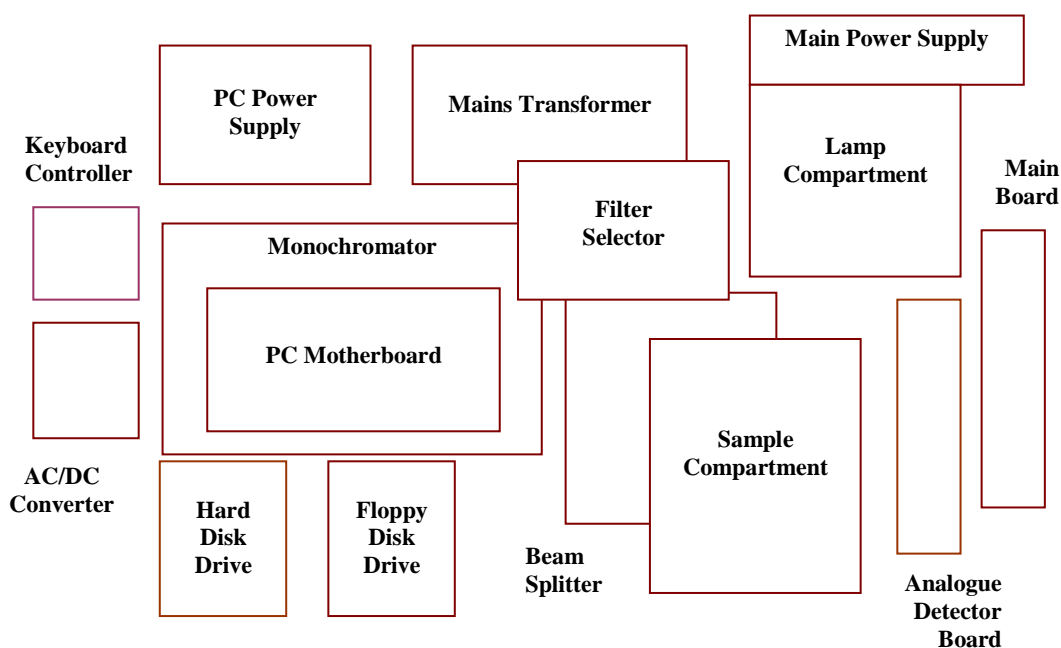 Main Power Supply
PC Power
Supply
Mains Transformer
Keyboard
Controller
Lamp
Compartment
Main
Board
Filter
Selector
Monochromator
PC Motherboard
Sample
Compartment
AC/DC
Converter
Hard
Disk
Drive
Floppy
Disk
Drive
Beam
Splitter
Analogue
Detector
Board